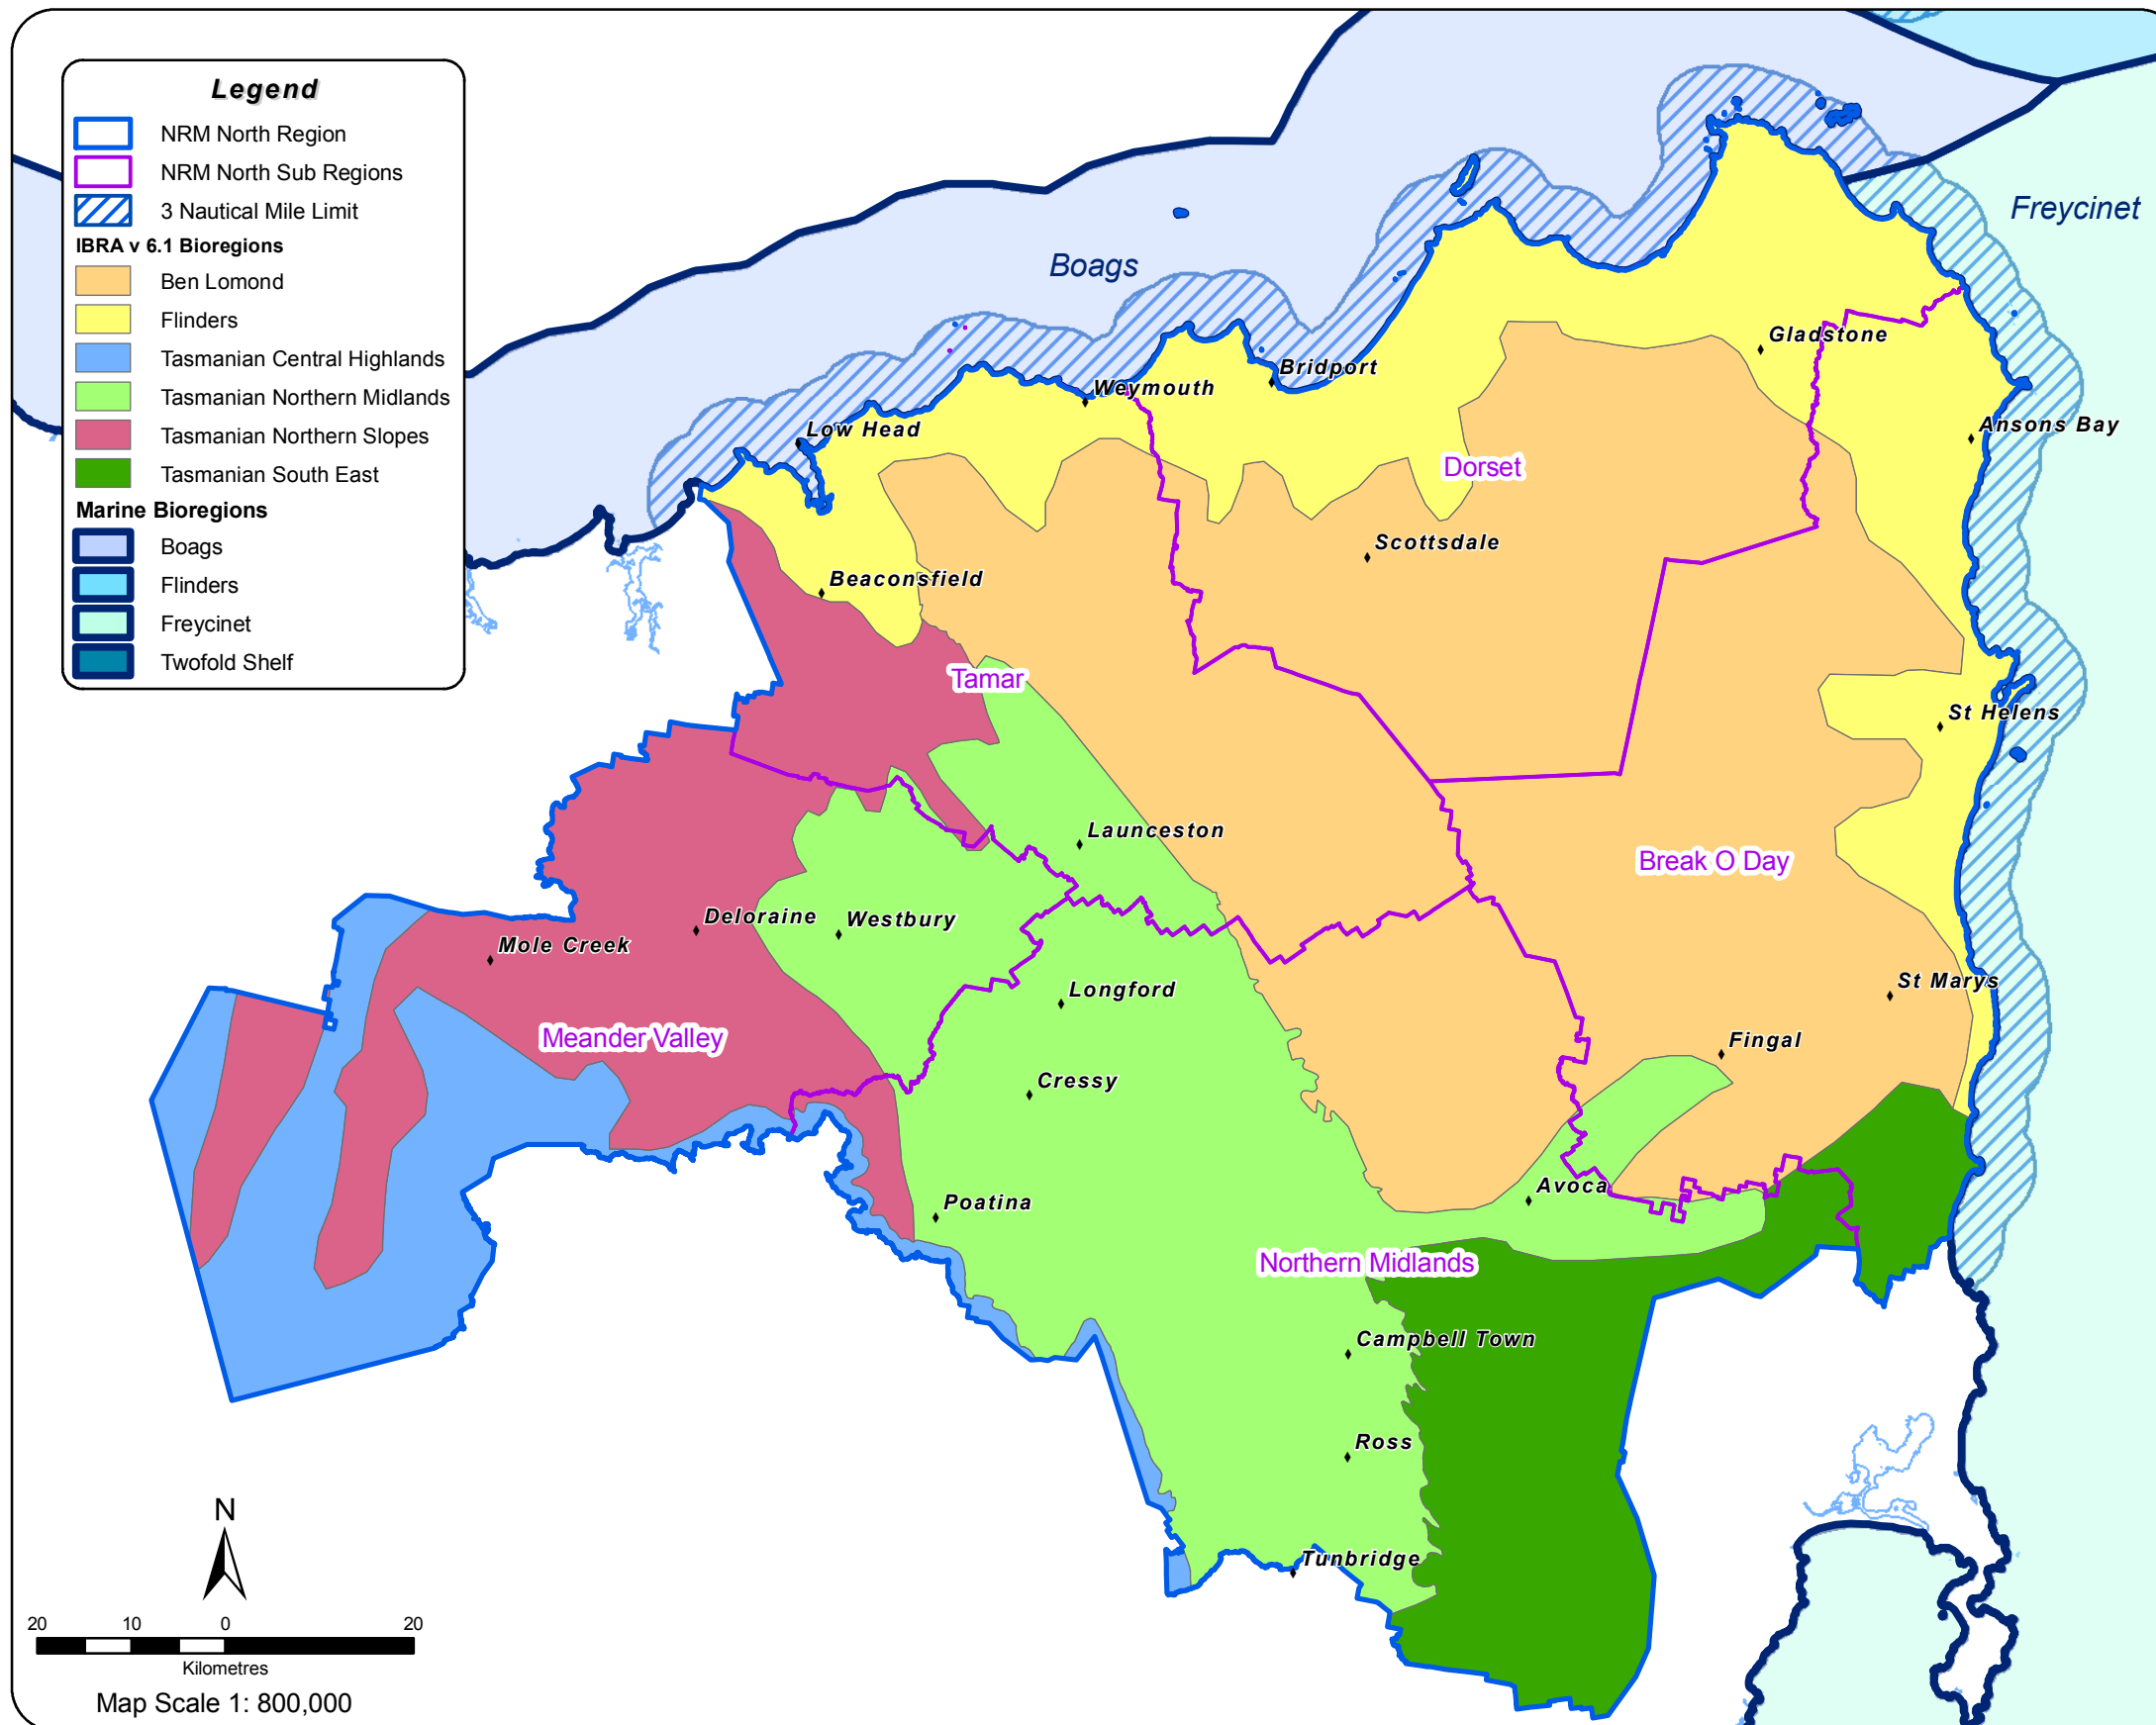 Legend
NRM North Region
NRM North Sub Regions
3 Nautical Mile Limit
IBRA v 6.1 Bioregions
Ben Lomond
Flinders
Tasmanian Central Highlands
Tasmanian Northern Midlands
Tasmanian Northern Slopes
Tasmanian South East
Marine Bioregions
Boags
Flinders
Freycinet
Twofold Shelf
Freycinet
Boags
Gladstone
Bridport
Weymouth
Ansons Bay
Low Head
Dorset
Scottsdale
Beaconsfield
Tamar
St Helens
Launceston
Break O Day
Deloraine
Westbury
Mole Creek
St Marys
Longford
Meander Valley
Fingal
Cressy
Avoca
Poatina
Northern Midlands
Campbell Town
Ross
Tunbridge
N
20 10 0 20
Kilometres
Map Scale 1: 800,000